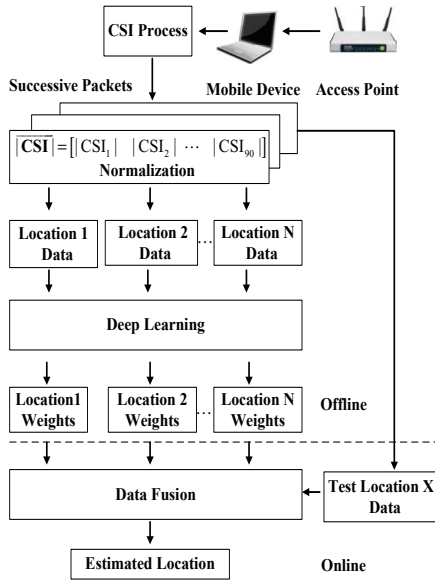 CSI Process
Successive Packets
Mobile Device
Access Point
|CSI| = [|CSI₁| |CSI₂| ⋯ |CSI₉₀|]
Normalization
Location 1
Data
Location 2
Data
...
Location N
Data
Deep Learning
Location1
Weights
Location 2
Weights
...
Location N
Weights
Offline
Data Fusion
Test Location X
Data
Estimated Location
Online